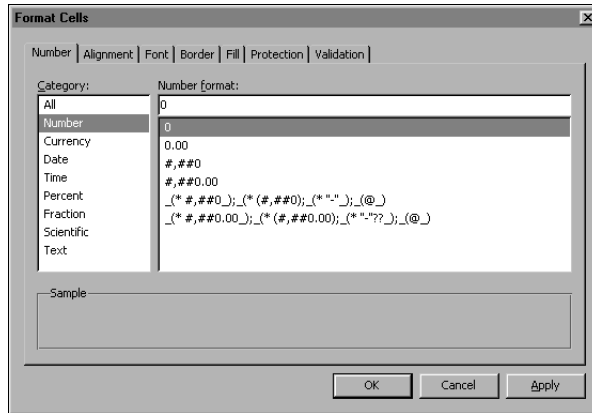 Format Cells
Number Alignment Font Border Fill Protection Validation
Category:
All
Number
Currency
Date
Time
Percent
Fraction
Scientific
Text
Number format:
0
0
0.00
#,##0
#,##0.00
_(* #,##0_);_(* (#,##0);_(* "-"_);_(@_)
_(* #,##0.00_);_(* (#,##0.00);_(* "-"??_);_(@_)
Sample
OK Cancel Apply